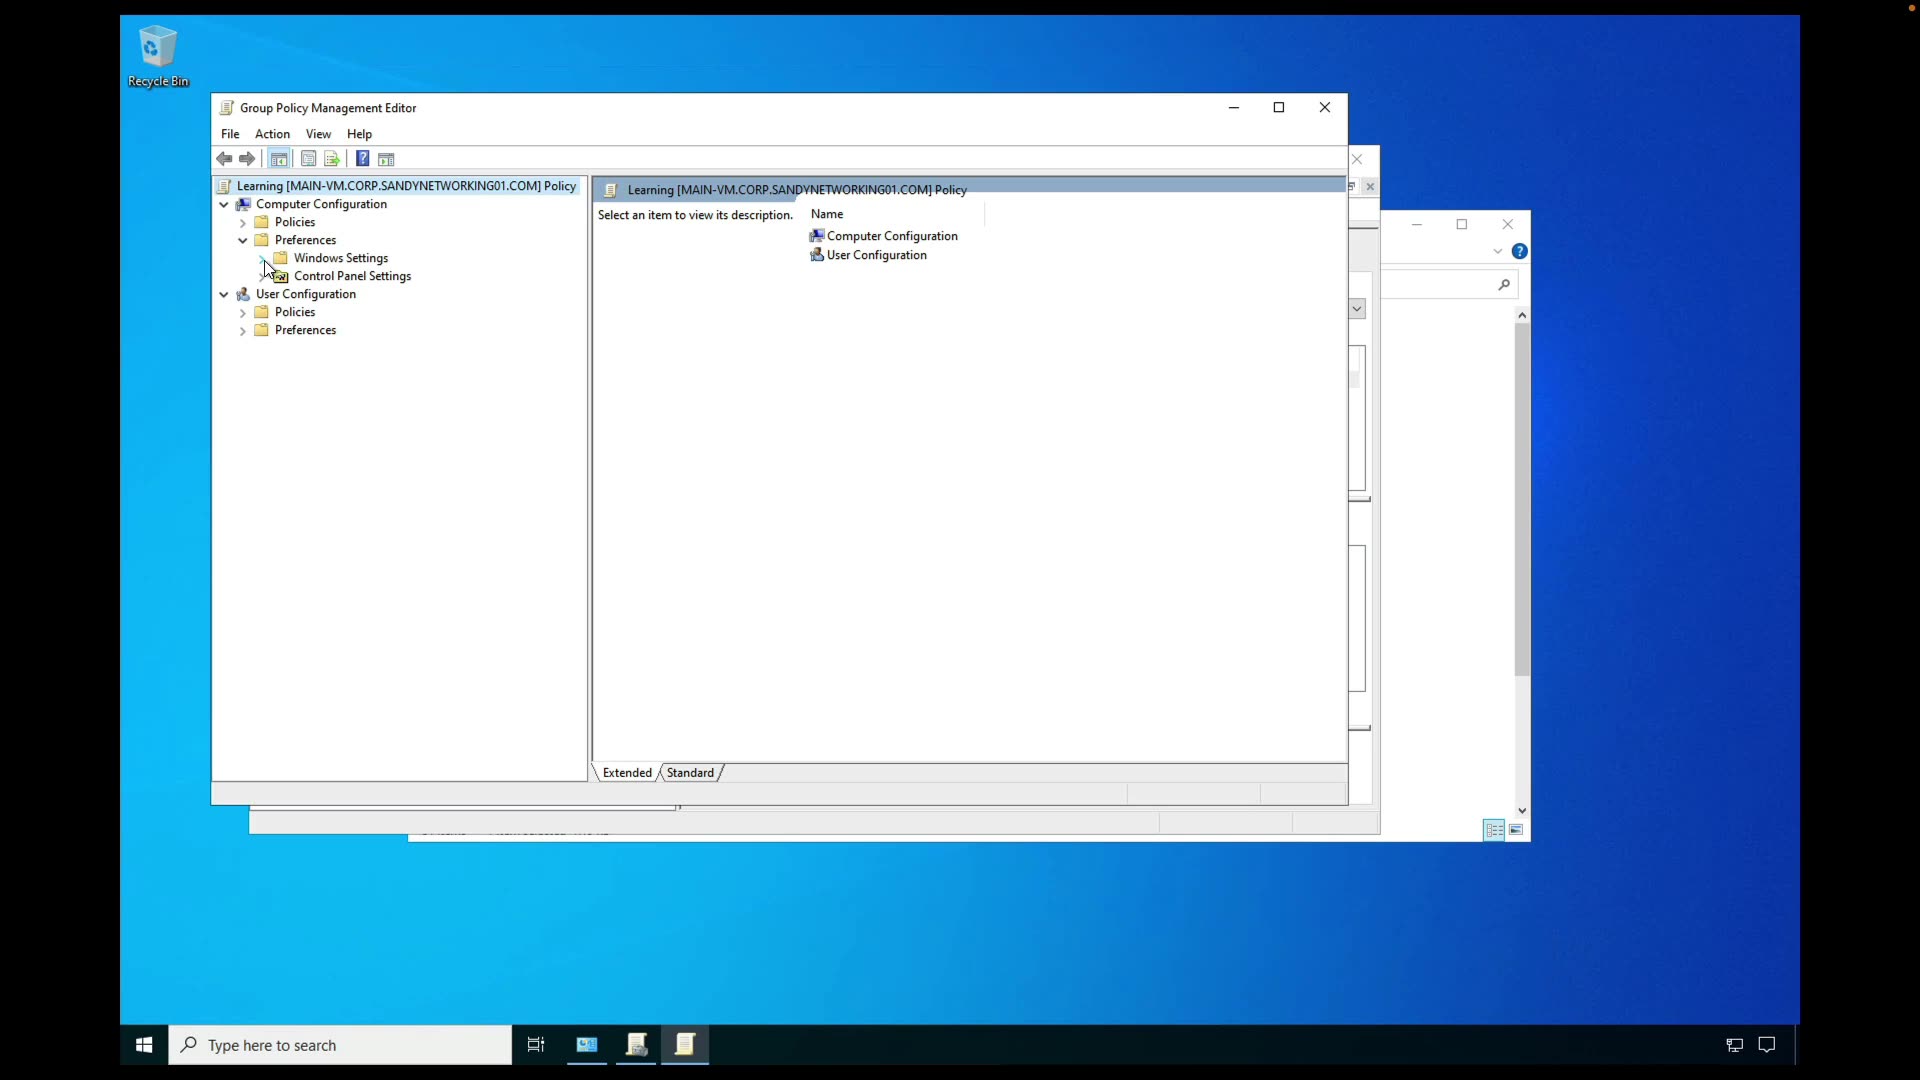 Recycle Bin
Group Policy Management Editor
File Action View Help
Learning [MAIN-VM.CORP.SANDYNETWORKING01.COM] Policy
Computer Configuration
Policies
Preferences
Windows Settings
Control Panel Settings
User Configuration
Policies
Preferences
Learning [MAIN-VM.CORP.SANDYNETWORKING01.COM] Policy
Select an item to view its description.
Name
Computer Configuration
User Configuration
Extended Standard
Type here to search